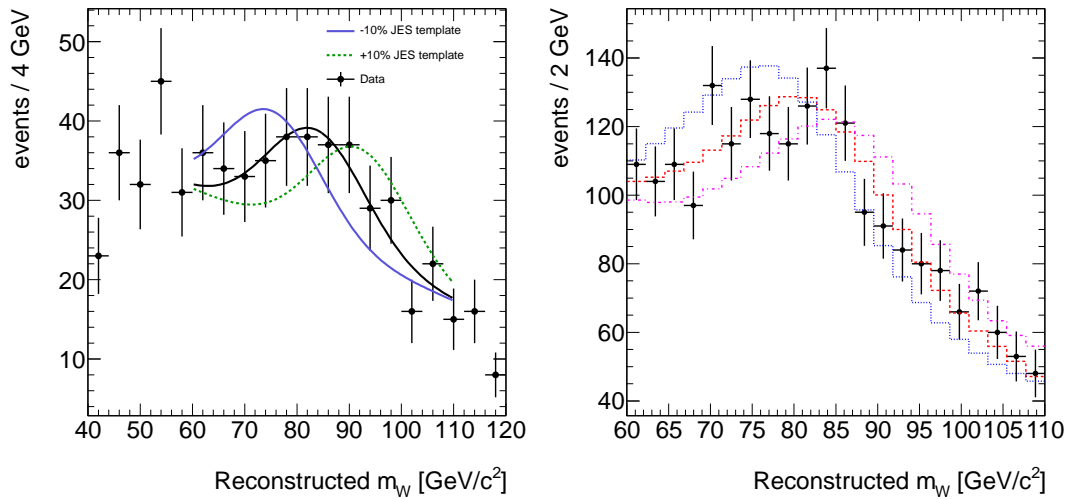 events / 4 GeV
50
40
30
20
10
-10% JES template
+10% JES template
Data
40 50 60 70 80 90 100 110 120
Reconstructed m_W [GeV/c²]
events / 2 GeV
140
120
100
80
60
40
60 65 70 75 80 85 90 95 100 105 110
Reconstructed m_W [GeV/c²]